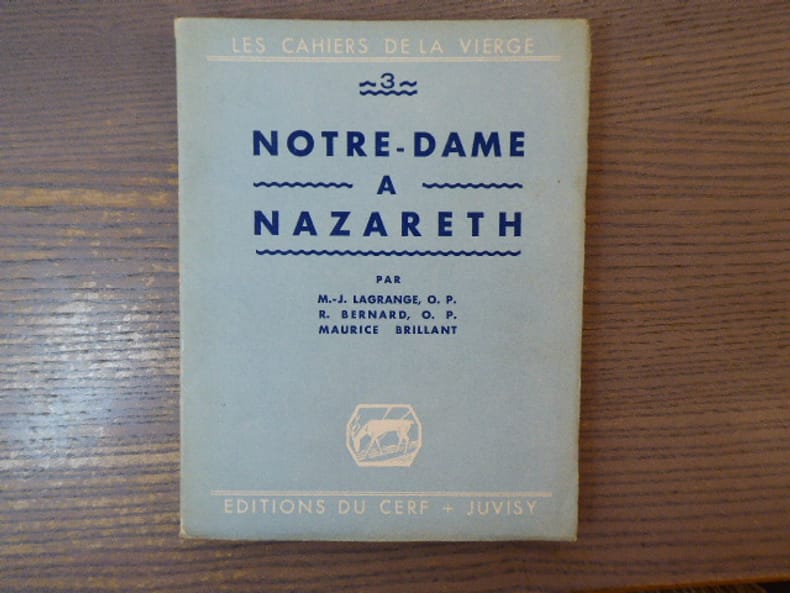 LES CAHIERS DE LA VIERGE
3
NOTRE-DAME
A
NAZARETH
PAR
M.-J. LAGRANGE, O. P.
R. BERNARD, O. P.
MAURICE BRILLANT
EDITIONS DU CERF + JUVISY